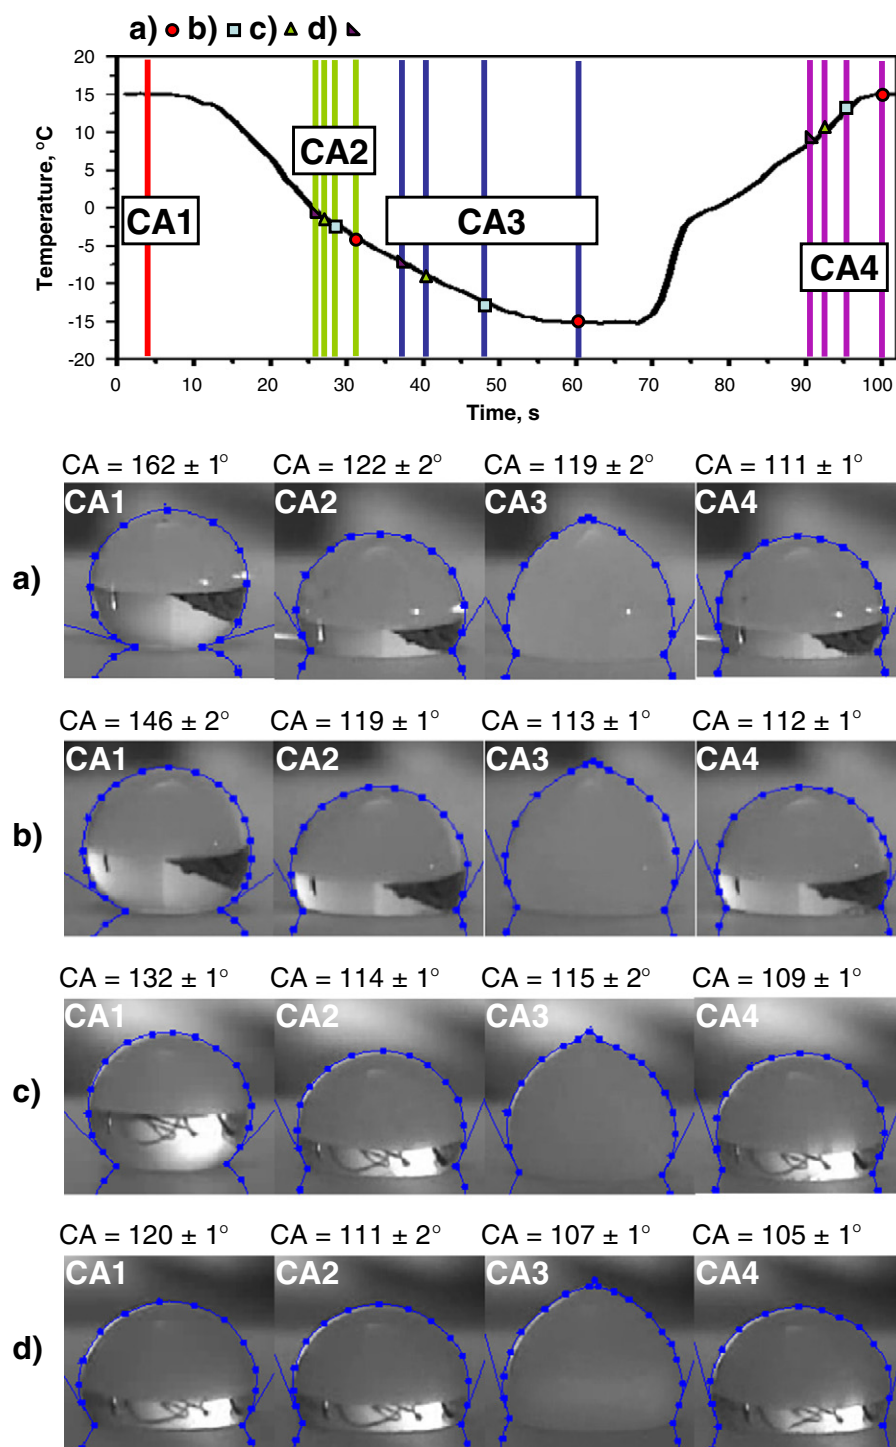 a) b) c) d)
20
15
10
5
0
-5
-10
-15
-20
Temperature, °C
CA1
CA2
CA3
CA4
0 10 20 30 40 50 60 70 80 90 100
Time, s
CA = 162 ± 1° CA = 122 ± 2° CA = 119 ± 2° CA = 111 ± 1°
CA1 CA2 CA3 CA4
a)
CA = 146 ± 2° CA = 119 ± 1° CA = 113 ± 1° CA = 112 ± 1°
CA1 CA2 CA3 CA4
b)
CA = 132 ± 1° CA = 114 ± 1° CA = 115 ± 2° CA = 109 ± 1°
CA1 CA2 CA3 CA4
c)
CA = 120 ± 1° CA = 111 ± 2° CA = 107 ± 1° CA = 105 ± 1°
CA1 CA2 CA3 CA4
d)